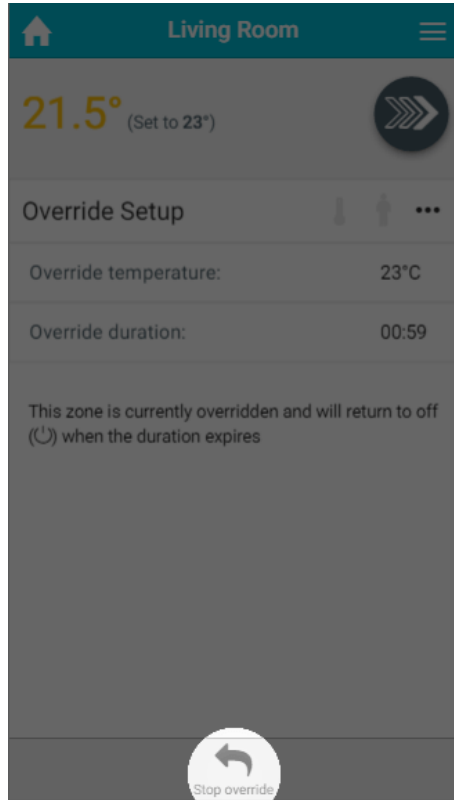 Living Room
21.5° (Set to 23°)
Override Setup
Override temperature: 23°C
Override duration: 00:59
This zone is currently overridden and will return to off
(⏻) when the duration expires
Stop override